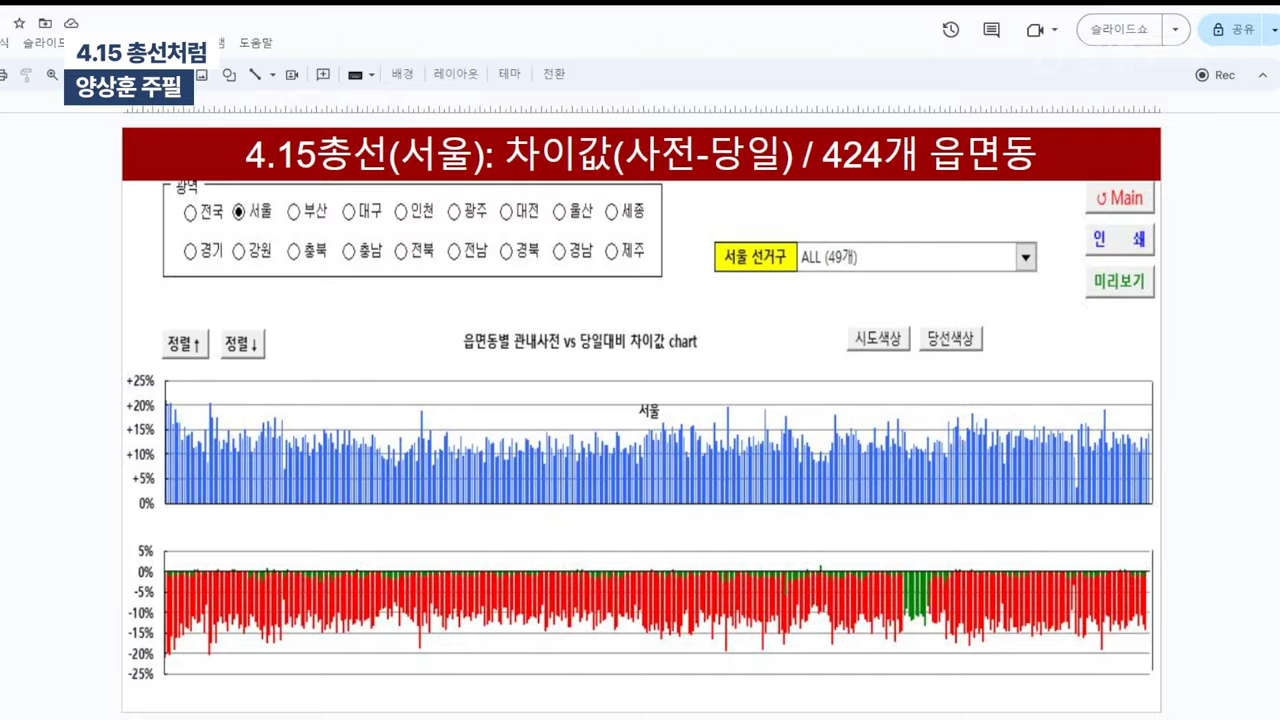 식 슬라이드
도움말
4.15 총선처럼
양상훈 주필
슬라이드쇼
공유
배경 레이아웃 테마 전환
Rec
4.15총선(서울): 차이값(사전-당일) / 424개 읍면동
광역
전국 서울 부산 대구 인천 광주 대전 울산 세종
경기 강원 충북 충남 전북 전남 경북 경남 제주
서울 선거구 ALL (49개)
↺ Main
인 쇄
미리보기
정렬↑ 정렬↓
읍면동별 관내사전 vs 당일대비 차이값 chart
시도색상 당선색상
+25%
+20%
+15%
+10%
+5%
0%
서울
5%
0%
-5%
-10%
-15%
-20%
-25%